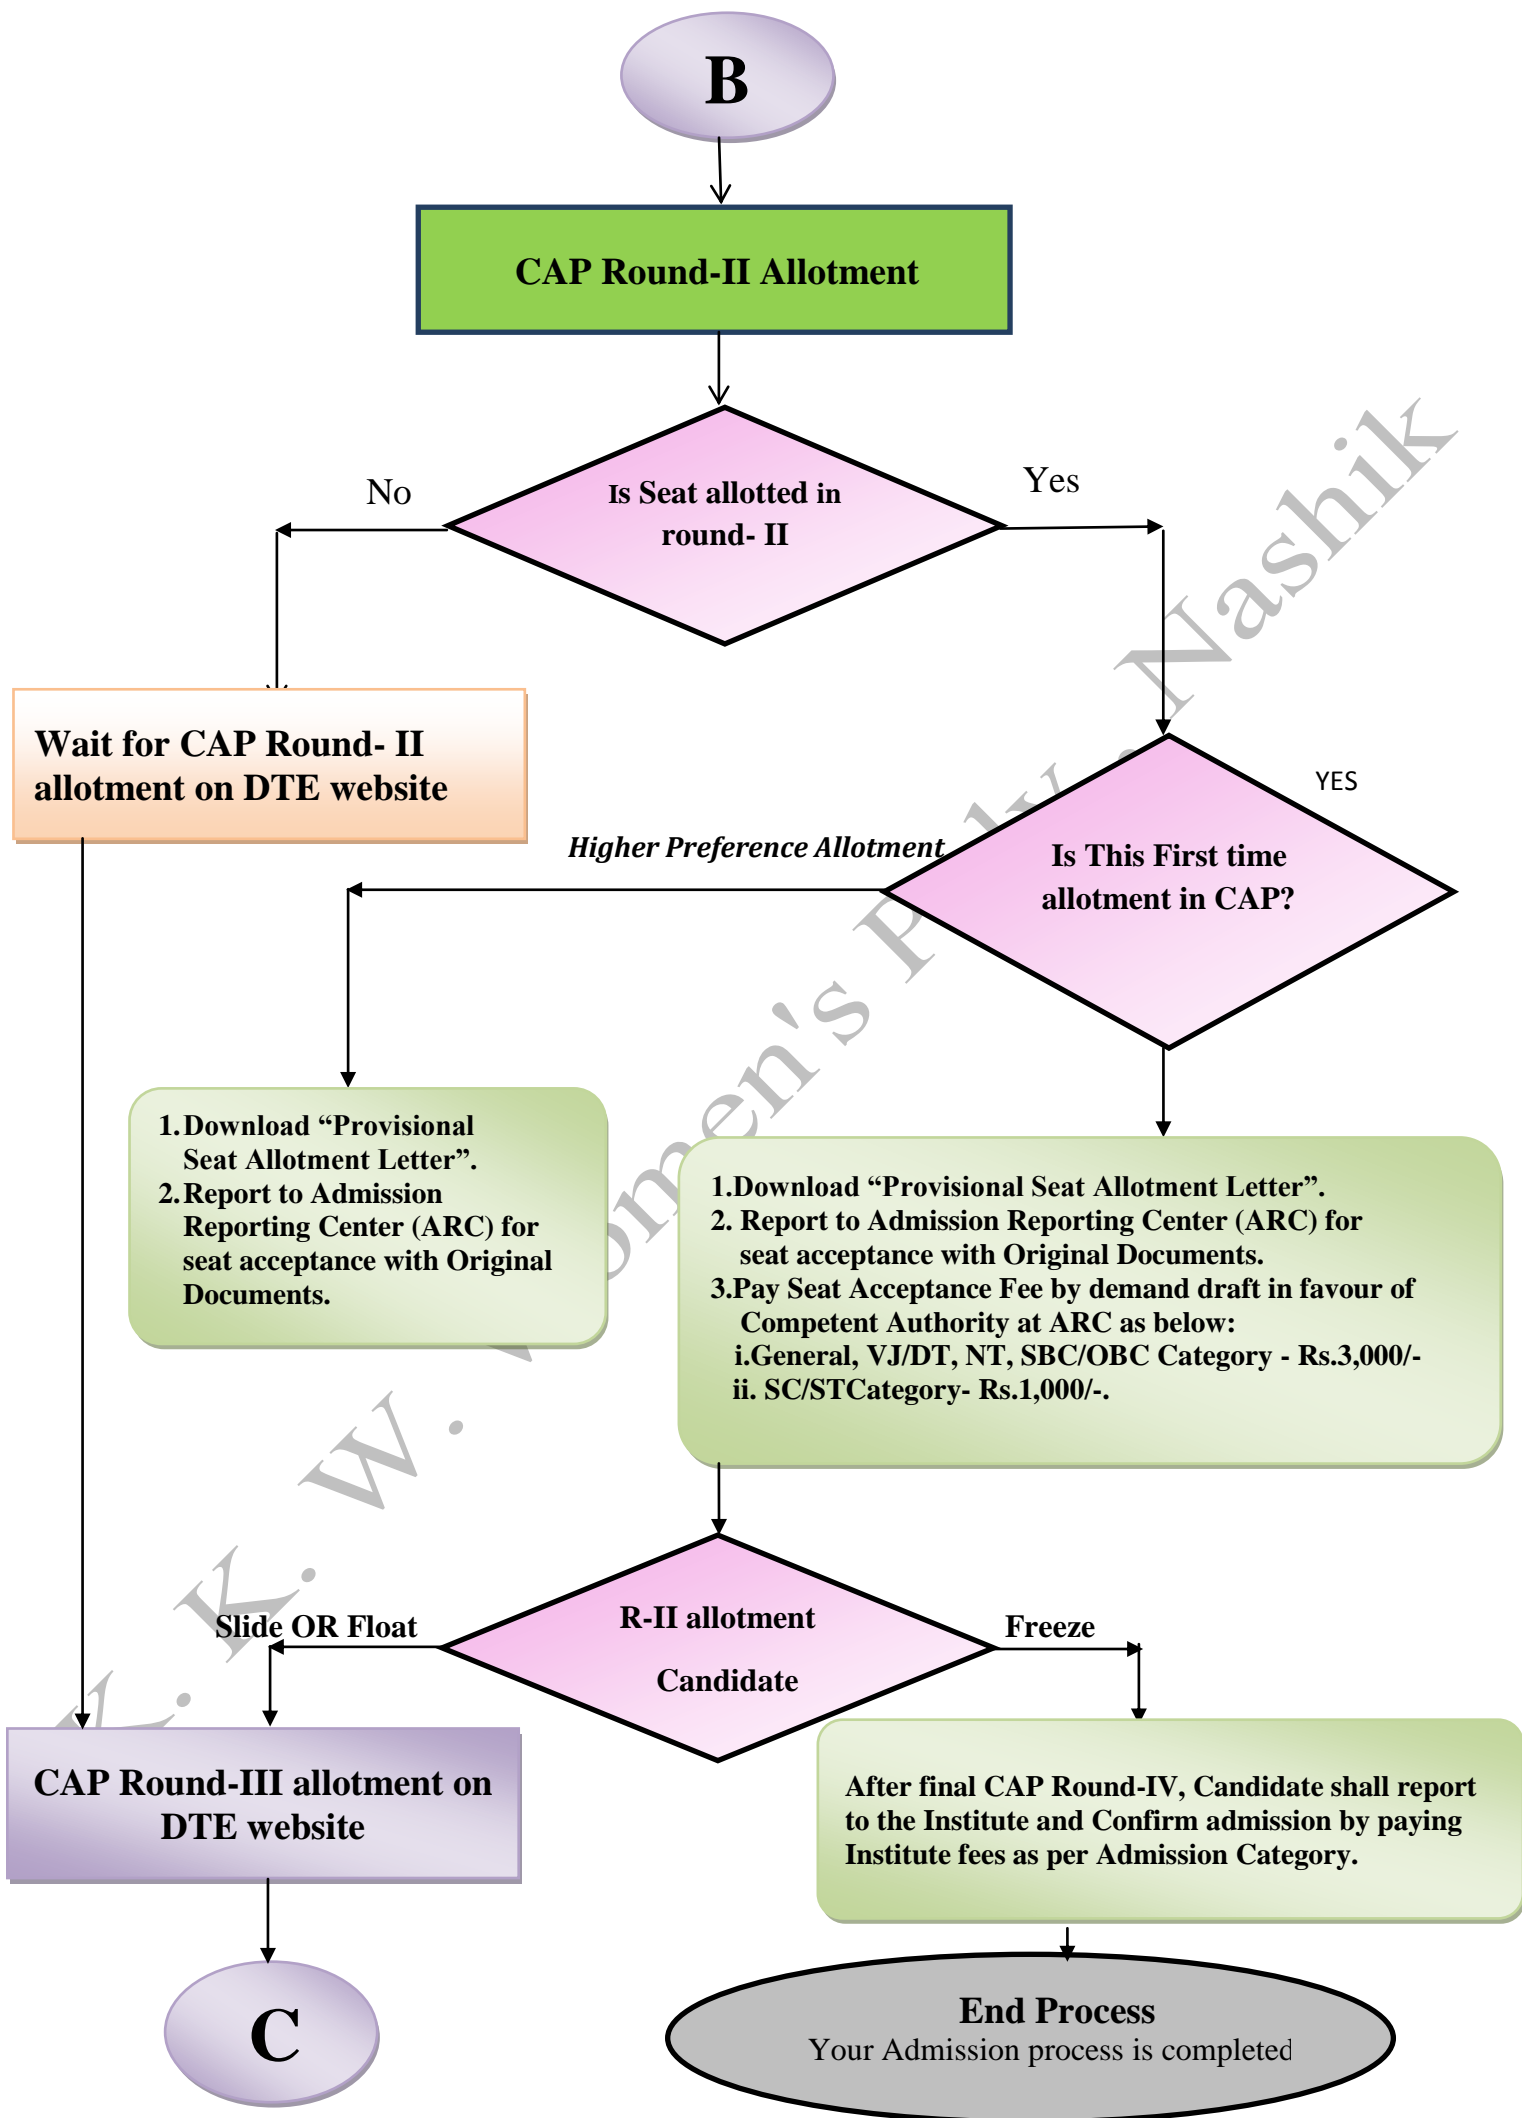 B
CAP Round-II Allotment
No
Yes
Is Seat allotted in
round- II
Wait for CAP Round- II
allotment on DTE website
YES
Higher Preference Allotment
Is This First time
allotment in CAP?
1. Download “Provisional
Seat Allotment Letter”.
2. Report to Admission
Reporting Center (ARC) for
seat acceptance with Original
Documents.
1.Download “Provisional Seat Allotment Letter”.
2. Report to Admission Reporting Center (ARC) for
seat acceptance with Original Documents.
3.Pay Seat Acceptance Fee by demand draft in favour of
Competent Authority at ARC as below:
i.General, VJ/DT, NT, SBC/OBC Category - Rs.3,000/-
ii. SC/STCategory- Rs.1,000/-.
Slide OR Float
R-II allotment
Candidate
Freeze
CAP Round-III allotment on
DTE website
After final CAP Round-IV, Candidate shall report
to the Institute and Confirm admission by paying
Institute fees as per Admission Category.
C
End Process
Your Admission process is completed